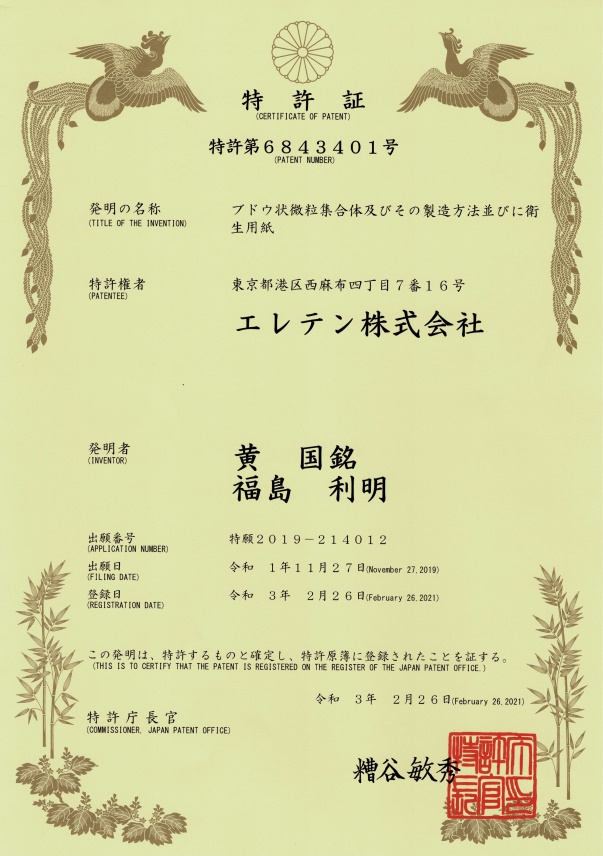 特許証
(CERTIFICATE OF PATENT)
特許第６８４３４０１号
(PATENT NUMBER)
発明の名称
(TITLE OF THE INVENTION)
ブドウ状微粒集合体及びその製造方法並びに衛
生用紙
特許権者
(PATENTEE)
東京都港区西麻布四丁目７番１６号
エレテン株式会社
発明者
(INVENTOR)
黄　国銘
福島　利明
出願番号
(APPLICATION NUMBER)
特願２０１９－２１４０１２
出願日
(FILING DATE)
令和　１年１１月２７日(November 27,2019)
登録日
(REGISTRATION DATE)
令和　３年　２月２６日(February 26,2021)
この発明は、特許するものと確定し、特許原簿に登録されたことを証する。
(THIS IS TO CERTIFY THAT THE PATENT IS REGISTERED ON THE REGISTER OF THE JAPAN PATENT OFFICE.)
令和　３年　２月２６日(February 26,2021)
特許庁長官
(COMMISSIONER, JAPAN PATENT OFFICE)
糟谷敏秀